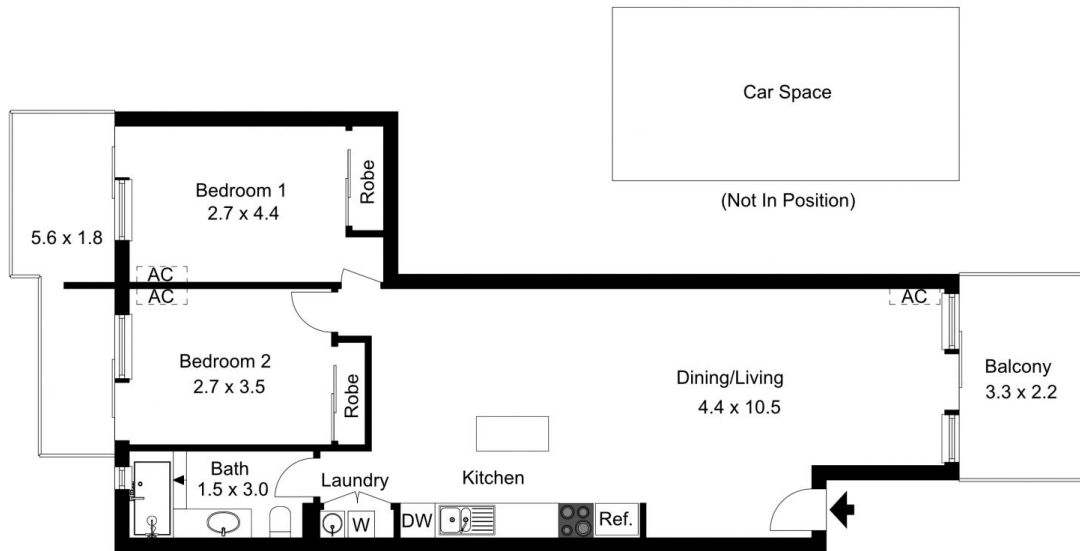 Car Space
(Not In Position)
Bedroom 1
2.7 x 4.4
Robe
5.6 x 1.8
AC
AC
AC
Bedroom 2
2.7 x 3.5
Robe
Dining/Living
4.4 x 10.5
Balcony
3.3 x 2.2
Bath
1.5 x 3.0
Laundry
Kitchen
W
DW
Ref.